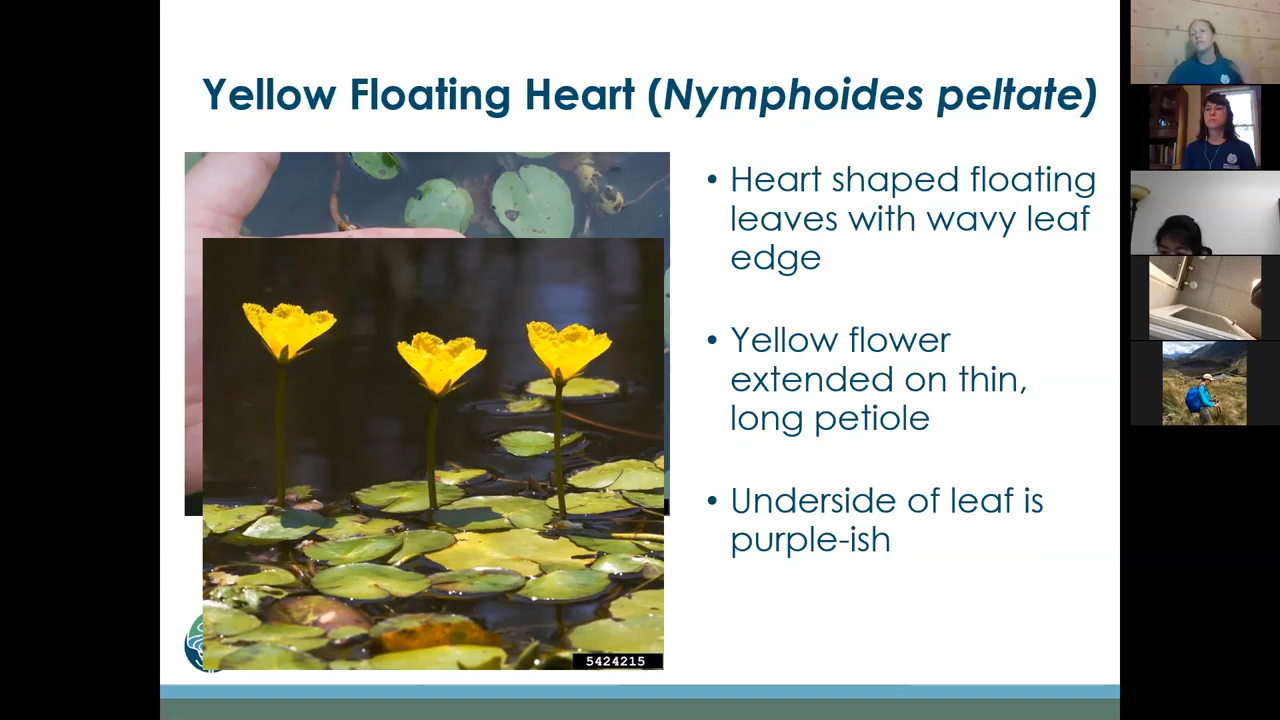 Yellow Floating Heart (Nymphoides peltate)
• Heart shaped floating
leaves with wavy leaf
edge
• Yellow flower
extended on thin,
long petiole
• Underside of leaf is
purple-ish
5424215